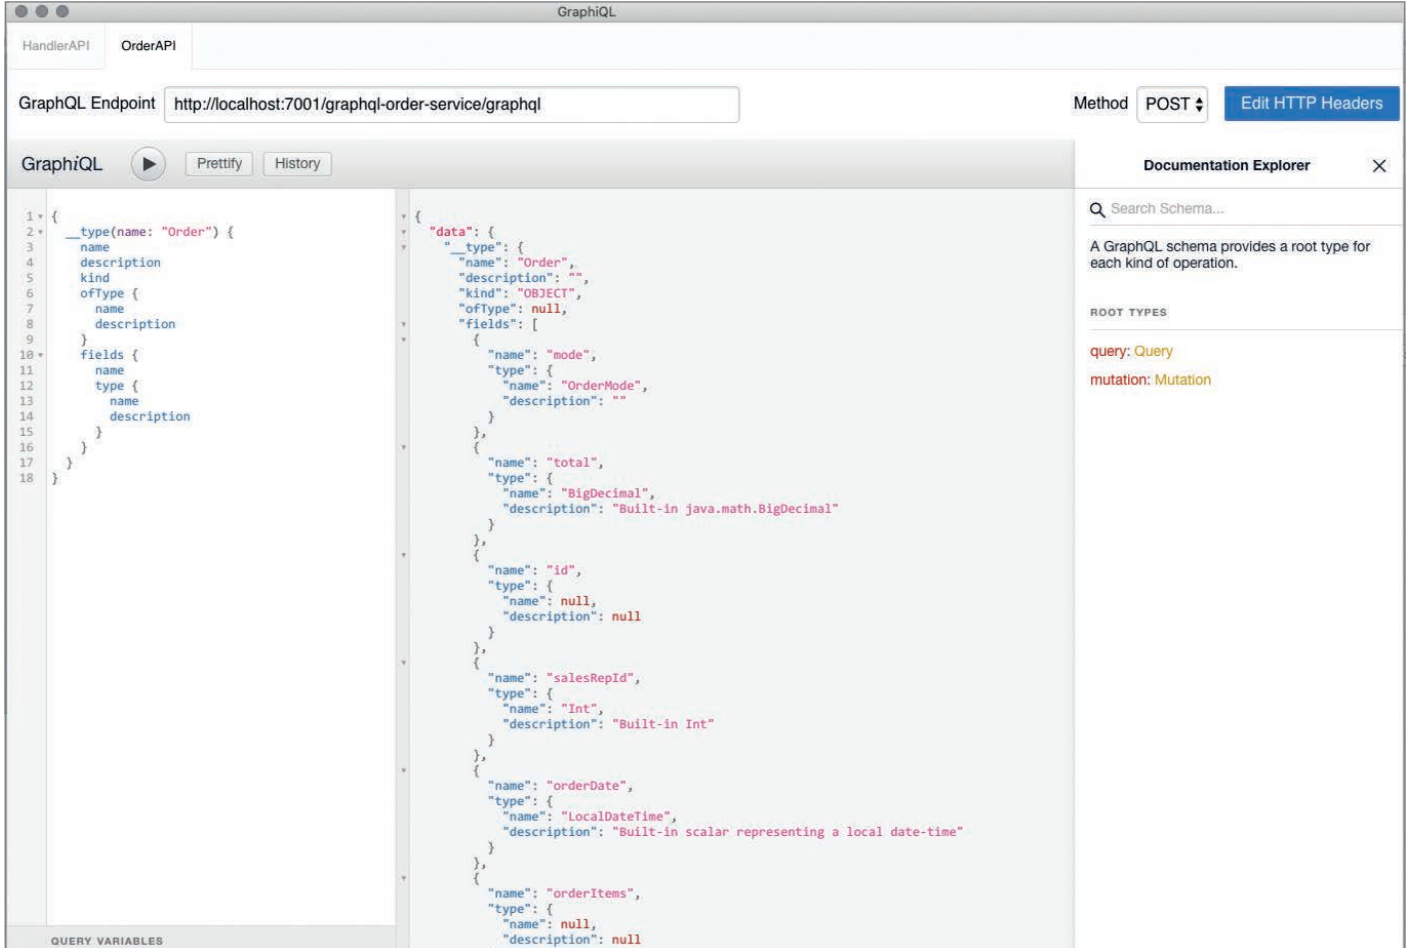 GraphiQL
HandlerAPI OrderAPI
GraphQL Endpoint http://localhost:7001/graphql-order-service/graphql Method POST Edit HTTP Headers
GraphiQL Prettify History
1 {
2 __type(name: "Order") {
3 name
4 description
5 kind
6 ofType {
7 name
8 description
9 }
10 fields {
11 name
12 type {
13 name
14 description
15 }
16 }
17 }
18 }
QUERY VARIABLES
{
"data": {
"__type": {
"name": "Order",
"description": "",
"kind": "OBJECT",
"ofType": null,
"fields": [
{
"name": "mode",
"type": {
"name": "OrderMode",
"description": ""
}
},
{
"name": "total",
"type": {
"name": "BigDecimal",
"description": "Built-in java.math.BigDecimal"
}
},
{
"name": "id",
"type": {
"name": null,
"description": null
}
},
{
"name": "salesRepId",
"type": {
"name": "Int",
"description": "Built-in Int"
}
},
{
"name": "orderDate",
"type": {
"name": "LocalDateTime",
"description": "Built-in scalar representing a local date-time"
}
},
{
"name": "orderItems",
"type": {
"name": null,
"description": null
Documentation Explorer
Search Schema...
A GraphQL schema provides a root type for
each kind of operation.
ROOT TYPES
query: Query
mutation: Mutation